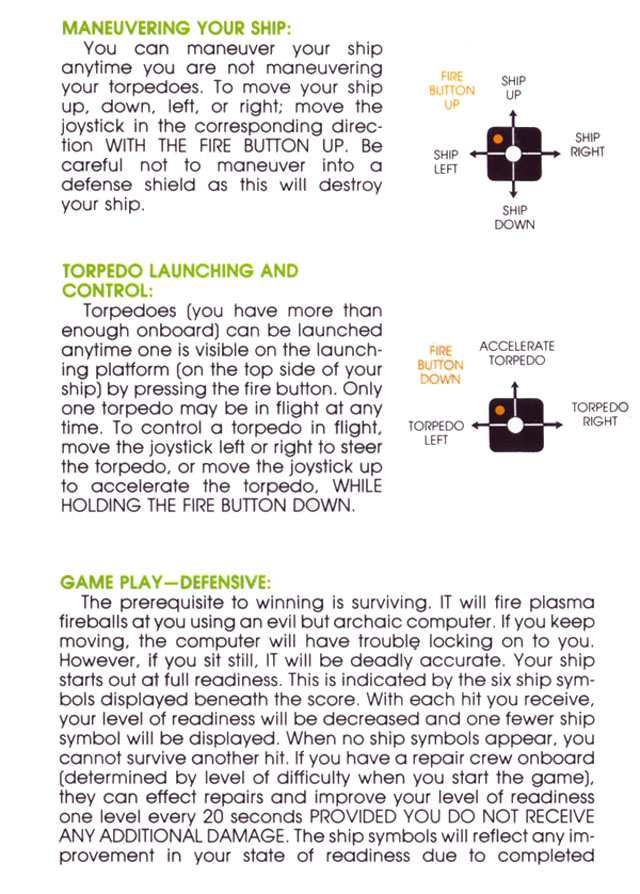 MANEUVERING YOUR SHIP:
You can maneuver your ship
anytime you are not maneuvering
your torpedoes. To move your ship
up, down, left, or right; move the
joystick in the corresponding direc-
tion WITH THE FIRE BUTTON UP. Be
careful not to maneuver into a
defense shield as this will destroy
your ship.
FIRE
BUTTON
UP
SHIP
UP
SHIP
LEFT
SHIP
RIGHT
SHIP
DOWN
TORPEDO LAUNCHING AND
CONTROL:
Torpedoes (you have more than
enough onboard) can be launched
anytime one is visible on the launch-
ing platform (on the top side of your
ship) by pressing the fire button. Only
one torpedo may be in flight at any
time. To control a torpedo in flight,
move the joystick left or right to steer
the torpedo, or move the joystick up
to accelerate the torpedo, WHILE
HOLDING THE FIRE BUTTON DOWN.
FIRE
BUTTON
DOWN
ACCELERATE
TORPEDO
TORPEDO
LEFT
TORPEDO
RIGHT
GAME PLAY—DEFENSIVE:
The prerequisite to winning is surviving. IT will fire plasma
fireballs at you using an evil but archaic computer. If you keep
moving, the computer will have trouble locking on to you.
However, if you sit still, IT will be deadly accurate. Your ship
starts out at full readiness. This is indicated by the six ship sym-
bols displayed beneath the score. With each hit you receive,
your level of readiness will be decreased and one fewer ship
symbol will be displayed. When no ship symbols appear, you
cannot survive another hit. If you have a repair crew onboard
(determined by level of difficulty when you start the game),
they can effect repairs and improve your level of readiness
one level every 20 seconds PROVIDED YOU DO NOT RECEIVE
ANY ADDITIONAL DAMAGE. The ship symbols will reflect any im-
provement in your state of readiness due to completed